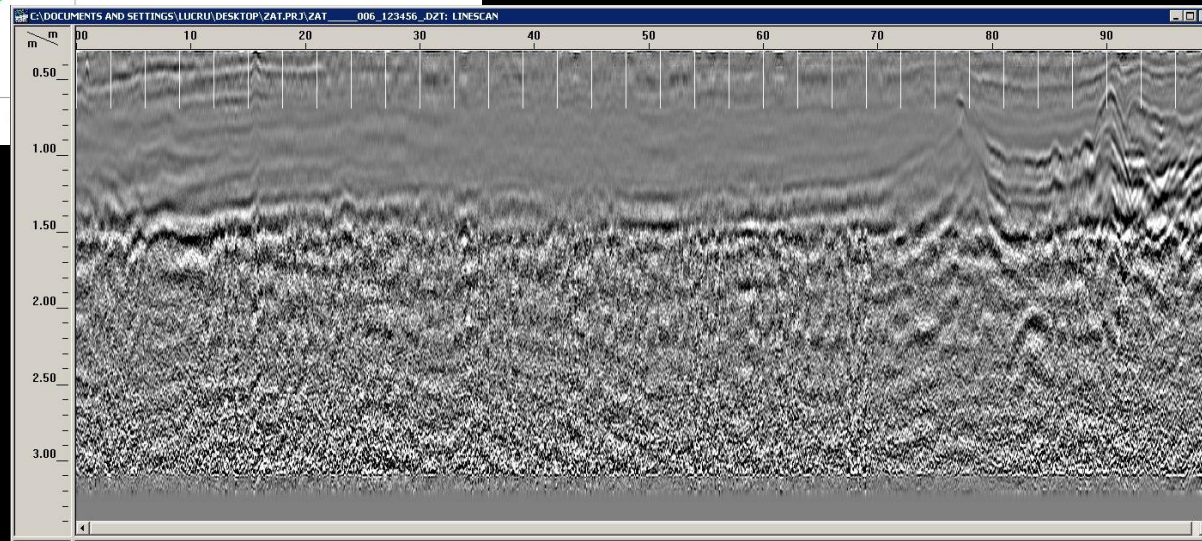 C:\DOCUMENTS AND SETTINGS\LUCRU\DESKTOP\ZAT.PRJ\ZAT_____006_123456_.DZT: LINESCAN
m
m
00 10 20 30 40 50 60 70 80 90
0.50
1.00
1.50
2.00
2.50
3.00